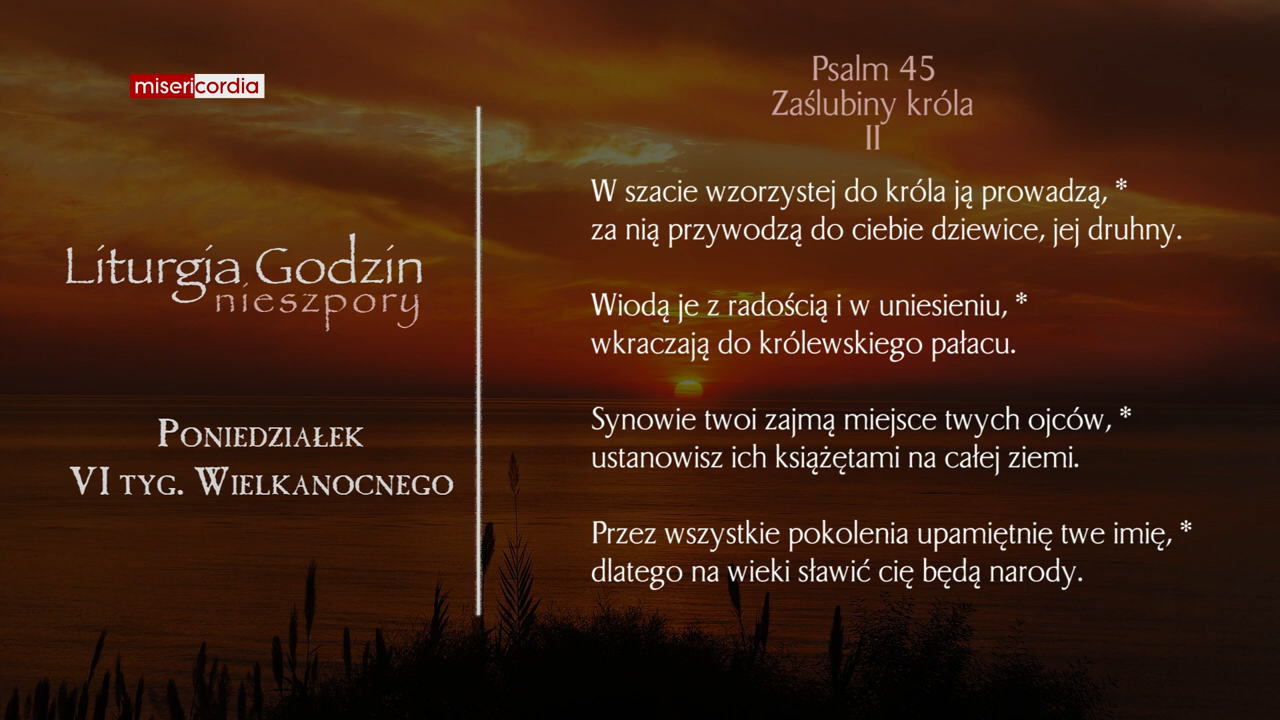 misericordia
Liturgia Godzin
nieszpory
Poniedziałek
VI tyg. Wielkanocnego
Psalm 45
Zaślubiny króla
II
W szacie wzorzystej do króla ją prowadzą, *
za nią przywodzą do ciebie dziewice, jej druhny.
Wiodą je z radością i w uniesieniu, *
wkraczają do królewskiego pałacu.
Synowie twoi zajmą miejsce twych ojców, *
ustanowisz ich książętami na całej ziemi.
Przez wszystkie pokolenia upamiętnię twe imię, *
dlatego na wieki sławić cię będą narody.